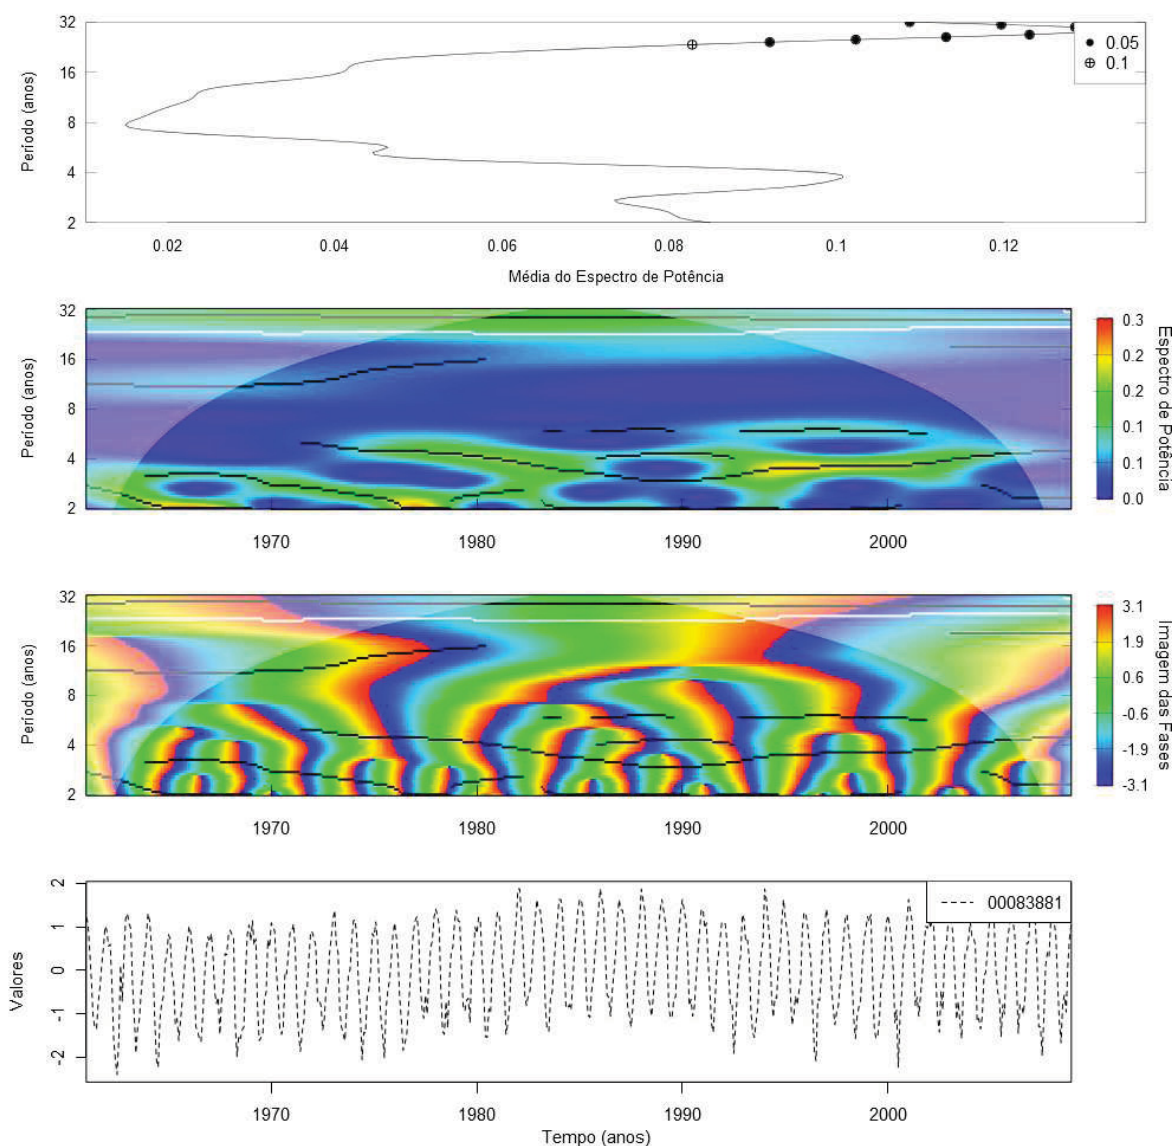 32
16
8
4
2
Período (anos)
0.05
0.1
0.02 0.04 0.06 0.08 0.1 0.12
Média do Espectro de Potência
32
16
8
4
2
Período (anos)
1970 1980 1990 2000
0.3
0.2
0.2
0.1
0.1
0.0
Espectro de Potência
32
16
8
4
2
Período (anos)
1970 1980 1990 2000
3.1
1.9
0.6
-0.6
-1.9
-3.1
Imagem das Fases
2
1
0
-1
-2
Valores
00083881
1970 1980 1990 2000
Tempo (anos)